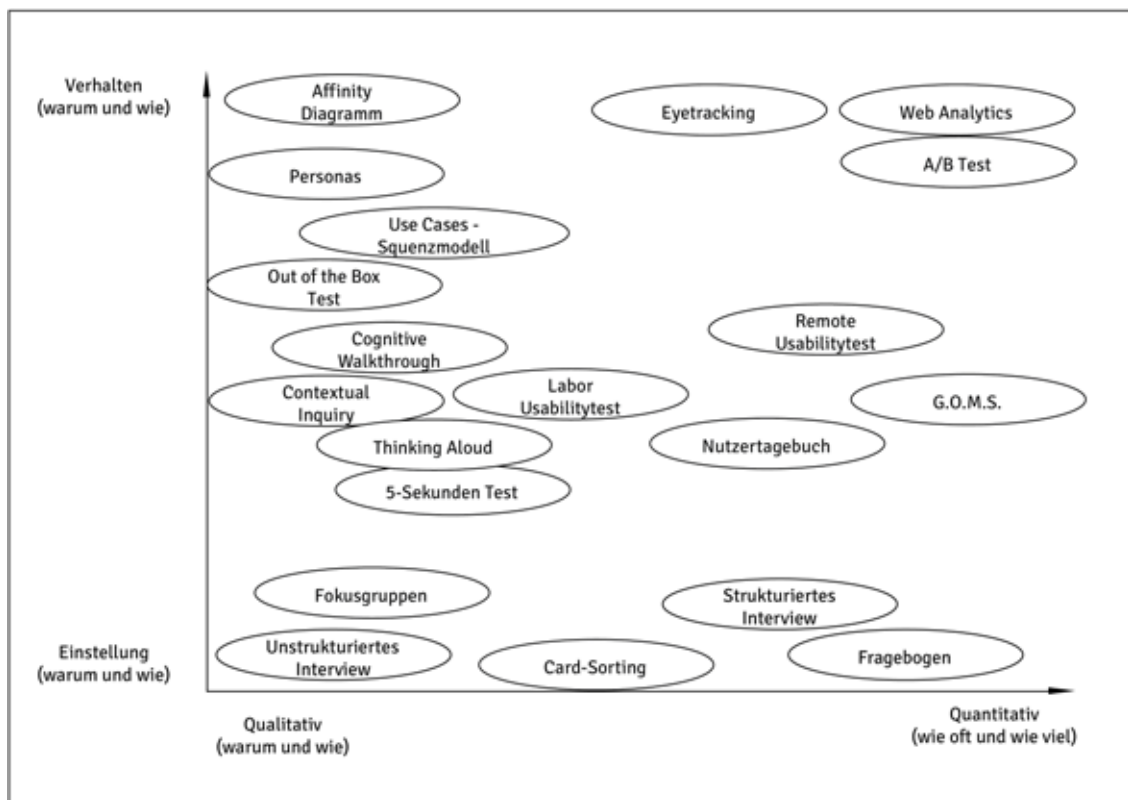 Verhalten
(warum und wie)
Affinity
Diagramm
Eyetracking
Web Analytics
A/B Test
Personas
Use Cases -
Squenzmodell
Out of the Box
Test
Remote
Usabilitytest
Cognitive
Walkthrough
Labor
Usabilitytest
Contextual
Inquiry
G.O.M.S.
Thinking Aloud
Nutzertagebuch
5-Sekunden Test
Fokusgruppen
Strukturiertes
Interview
Einstellung
(warum und wie)
Unstrukturiertes
Interview
Card-Sorting
Fragebogen
Qualitativ
(warum und wie)
Quantitativ
(wie oft und wie viel)